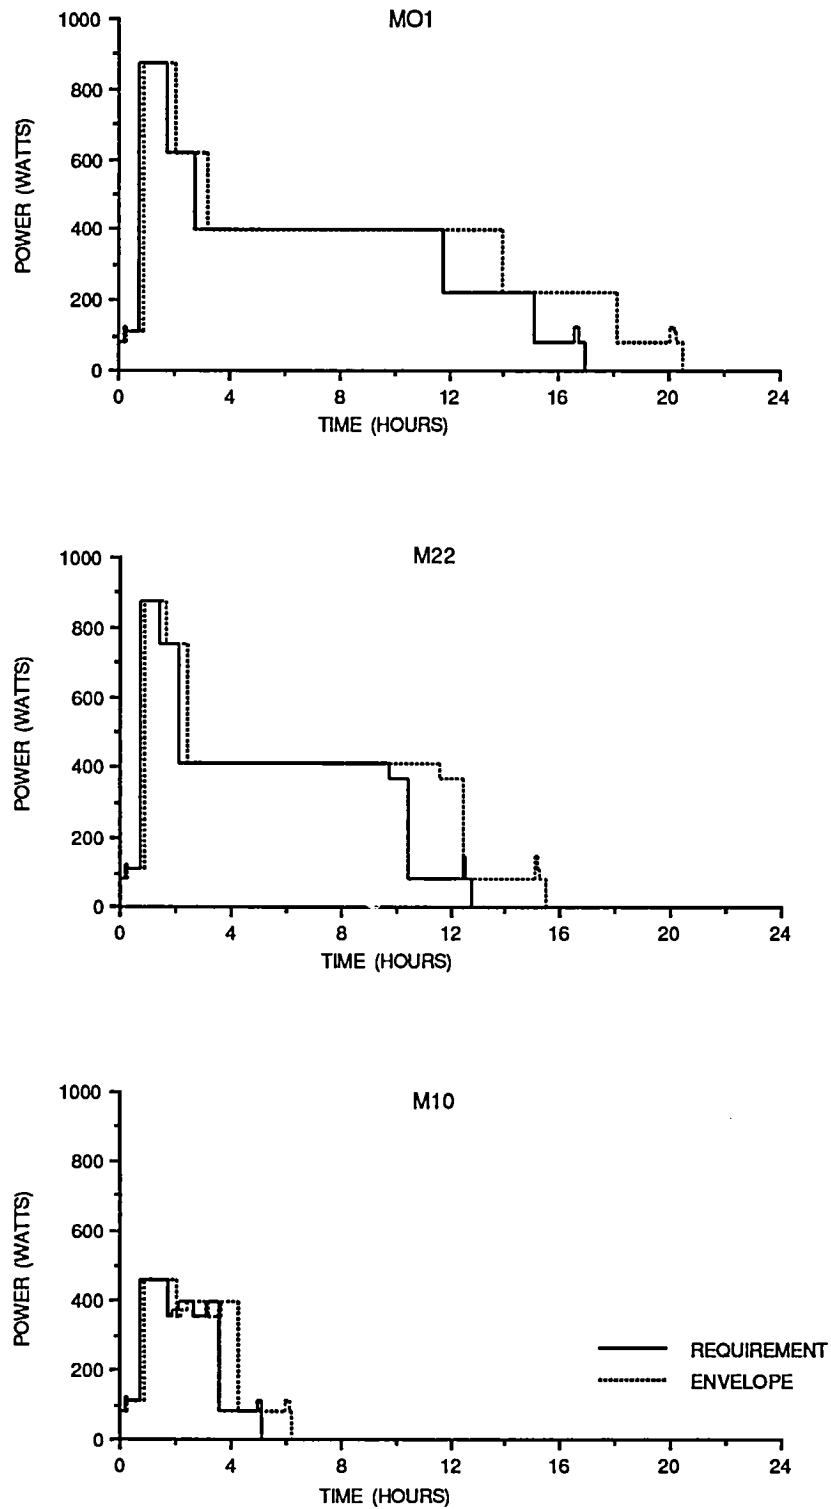 MO1
1000
800
600
400
200
0
POWER (WATTS)
0 4 8 12 16 20 24
TIME (HOURS)
M22
1000
800
600
400
200
0
POWER (WATTS)
0 4 8 12 16 20 24
TIME (HOURS)
M10
1000
800
600
400
200
0
POWER (WATTS)
0 4 8 12 16 20 24
TIME (HOURS)
REQUIREMENT
ENVELOPE